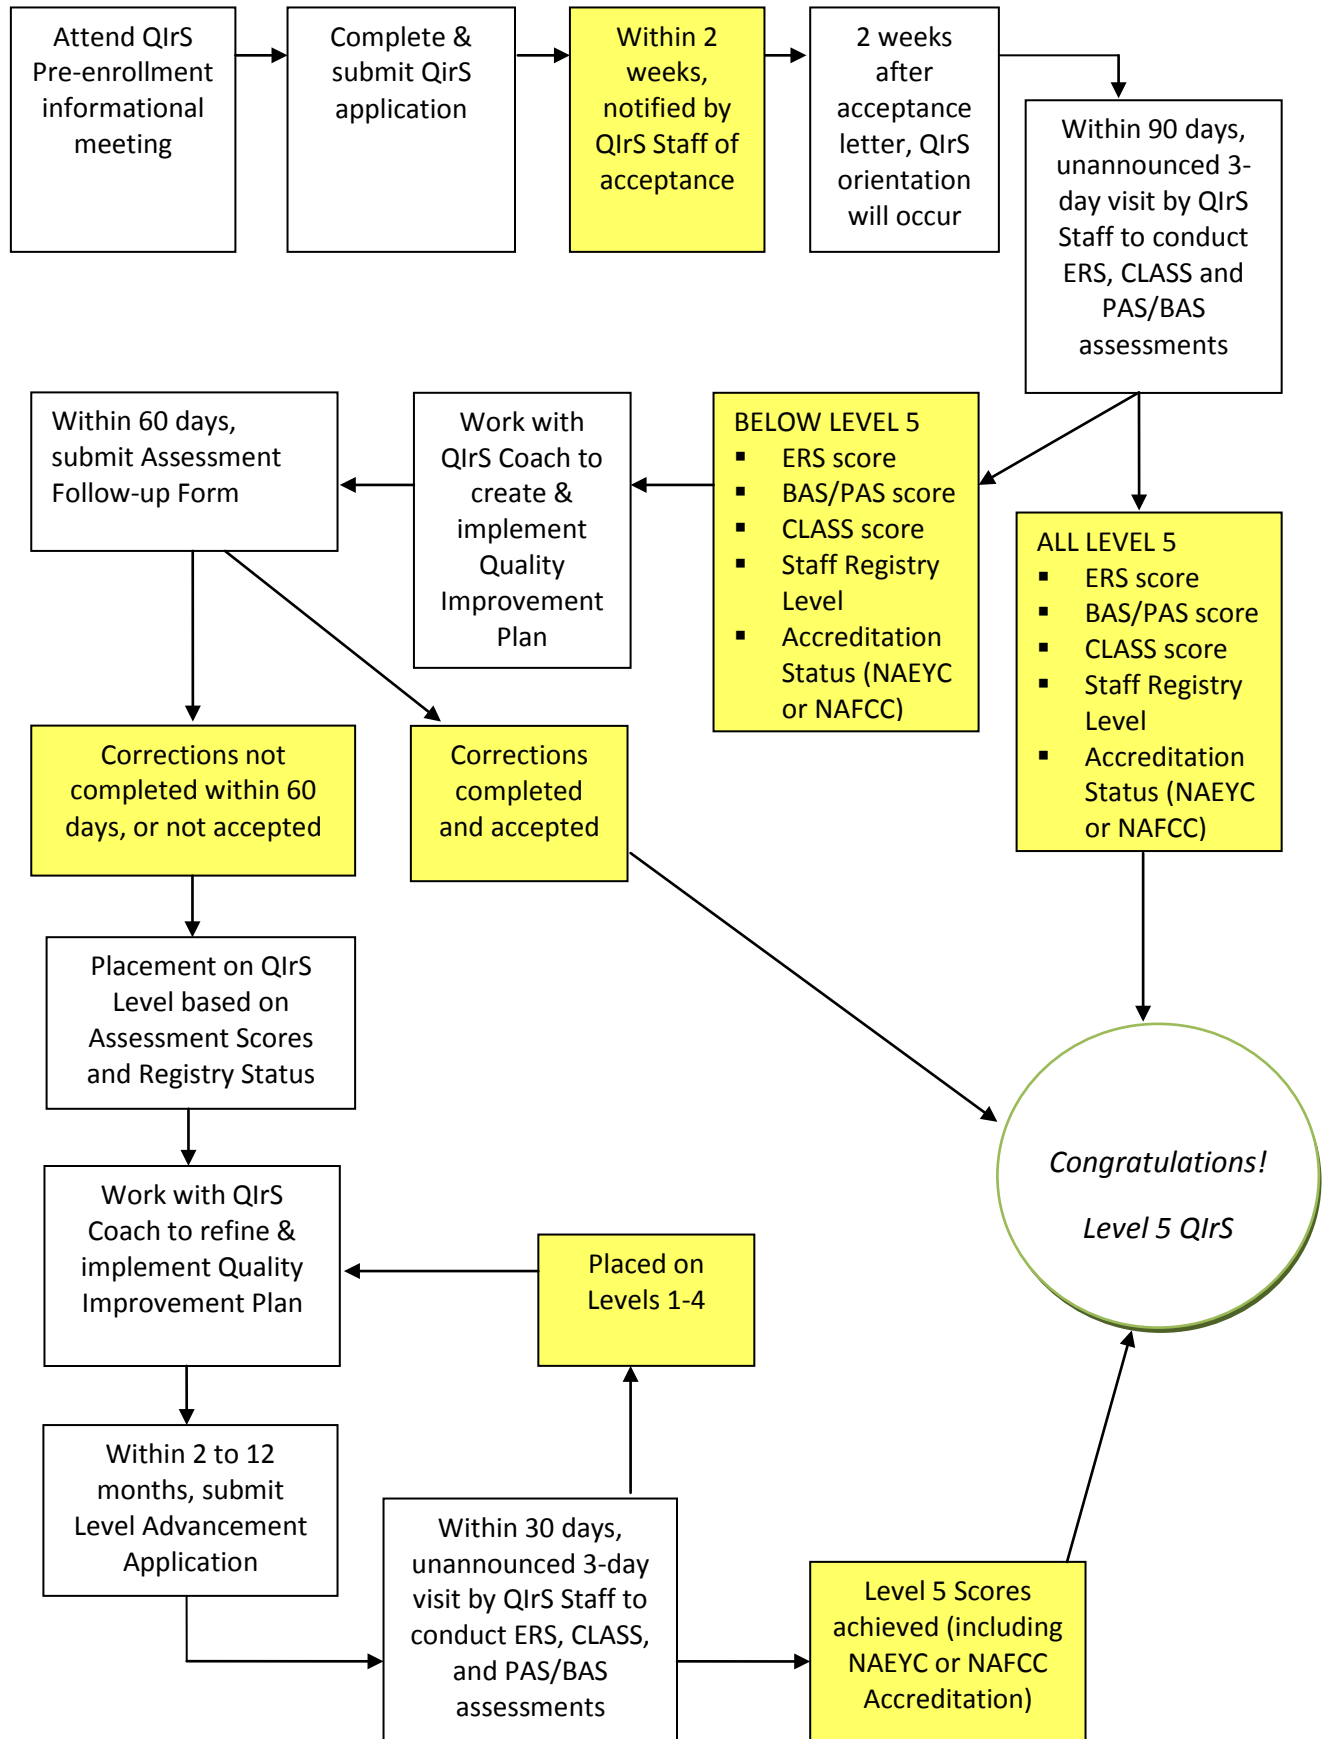 Attend QIrS
Pre-enrollment
informational
meeting
Complete &
submit QirS
application
Within 2
weeks,
notified by
QIrS Staff of
acceptance
2 weeks
after
acceptance
letter, QIrS
orientation
will occur
Within 90 days,
unannounced 3-
day visit by QIrS
Staff to conduct
ERS, CLASS and
PAS/BAS
assessments
Within 60 days,
submit Assessment
Follow-up Form
Work with
QIrS Coach to
create &
implement
Quality
Improvement
Plan
BELOW LEVEL 5
▪ ERS score
▪ BAS/PAS score
▪ CLASS score
▪ Staff Registry
Level
▪ Accreditation
Status (NAEYC
or NAFCC)
ALL LEVEL 5
▪ ERS score
▪ BAS/PAS score
▪ CLASS score
▪ Staff Registry
Level
▪ Accreditation
Status (NAEYC
or NAFCC)
Corrections not
completed within 60
days, or not accepted
Corrections
completed
and accepted
Placement on QIrS
Level based on
Assessment Scores
and Registry Status
Work with QIrS
Coach to refine &
implement Quality
Improvement Plan
Placed on
Levels 1-4
Congratulations!
Level 5 QIrS
Within 2 to 12
months, submit
Level Advancement
Application
Within 30 days,
unannounced 3-day
visit by QIrS Staff to
conduct ERS, CLASS,
and PAS/BAS
assessments
Level 5 Scores
achieved (including
NAEYC or NAFCC
Accreditation)